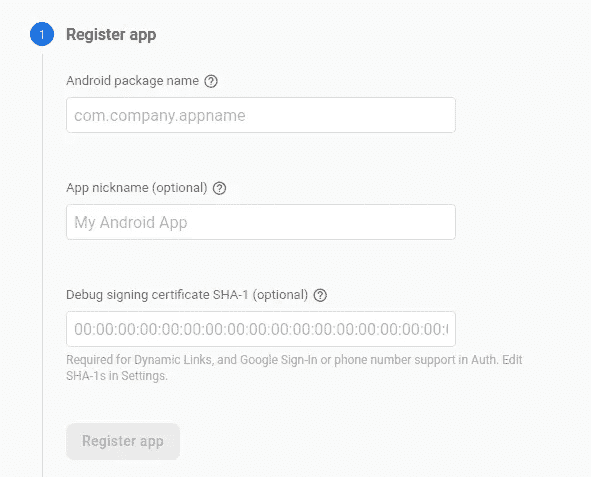 1 Register app
Android package name ?
com.company.appname
App nickname (optional) ?
My Android App
Debug signing certificate SHA-1 (optional) ?
00:00:00:00:00:00:00:00:00:00:00:00:00:00:00:00:00:
Required for Dynamic Links, and Google Sign-In or phone number support in Auth. Edit
SHA-1s in Settings.
Register app